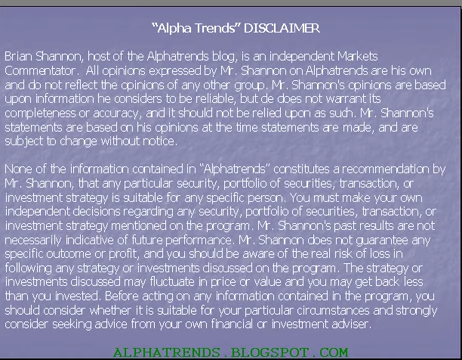 “Alpha Trends” DISCLAIMER
Brian Shannon, host of the Alphatrends blog, is an independent Markets
Commentator.  All opinions expressed by Mr. Shannon on Alphatrends are his own
and do not reflect the opinions of any other group. Mr. Shannon's opinions are based
upon information he considers to be reliable, but de does not warrant its
completeness or accuracy, and it should not be relied upon as such. Mr. Shannon's
statements are based on his opinions at the time statements are made, and are
subject to change without notice.
None of the information contained in “Alphatrends” constitutes a recommendation by
Mr. Shannon, that any particular security, portfolio of securities, transaction, or
investment strategy is suitable for any specific person. You must make your own
independent decisions regarding any security, portfolio of securities, transaction, or
investment strategy mentioned on the program. Mr. Shannon's past results are not
necessarily indicative of future performance. Mr. Shannon does not guarantee any
specific outcome or profit, and you should be aware of the real risk of loss in
following any strategy or investments discussed on the program. The strategy or
investments discussed may fluctuate in price or value and you may get back less
than you invested. Before acting on any information contained in the program, you
should consider whether it is suitable for your particular circumstances and strongly
consider seeking advice from your own financial or investment adviser.
ALPHATRENDS.BLOGSPOT.COM